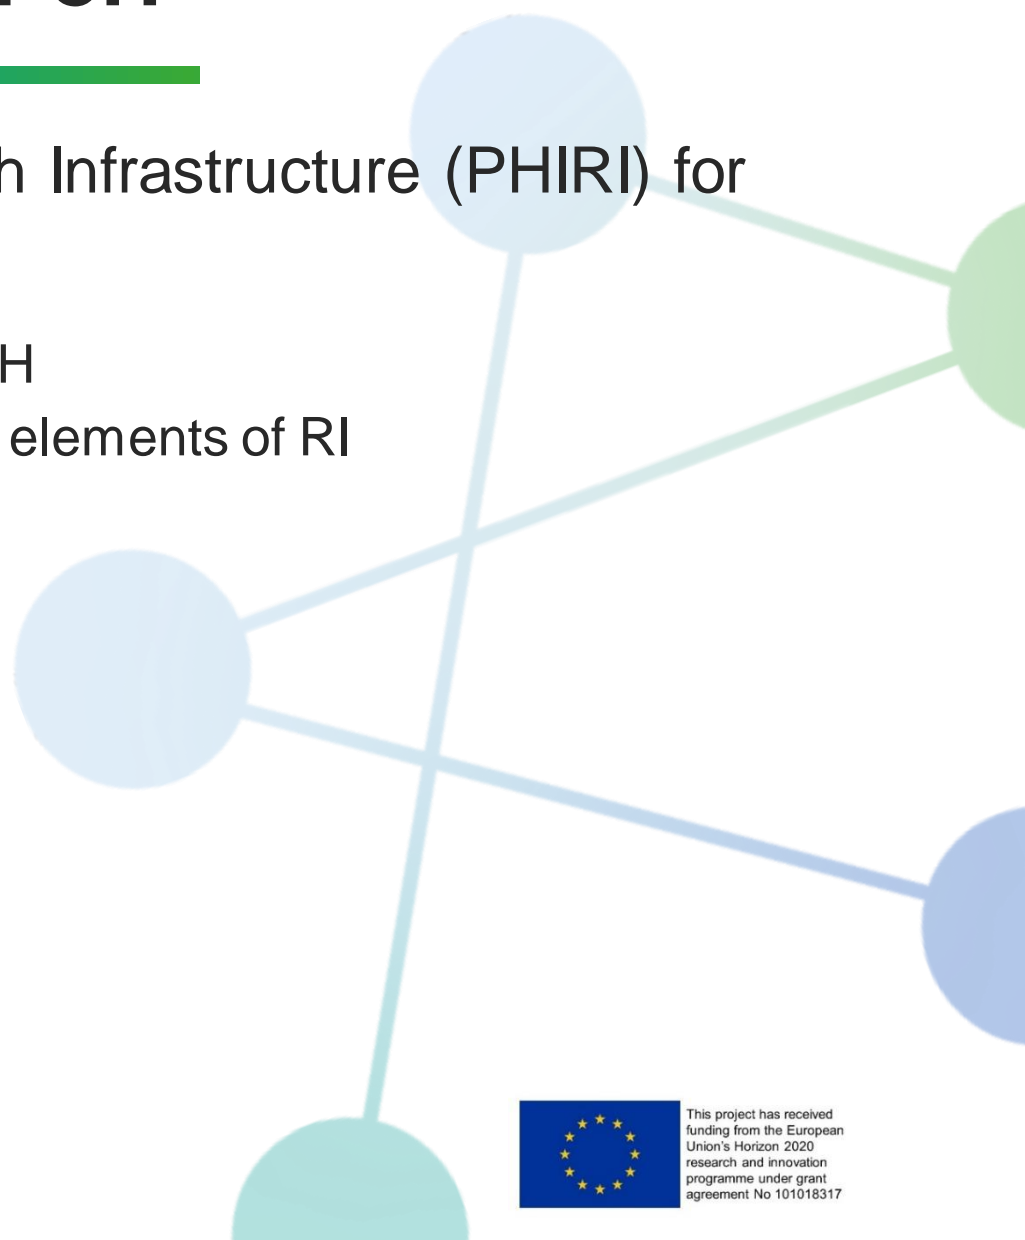 h Infrastructure (PHIRI) for
H
elements of RI
This project has received
funding from the European
Union's Horizon 2020
research and innovation
programme under grant
agreement No 101018317